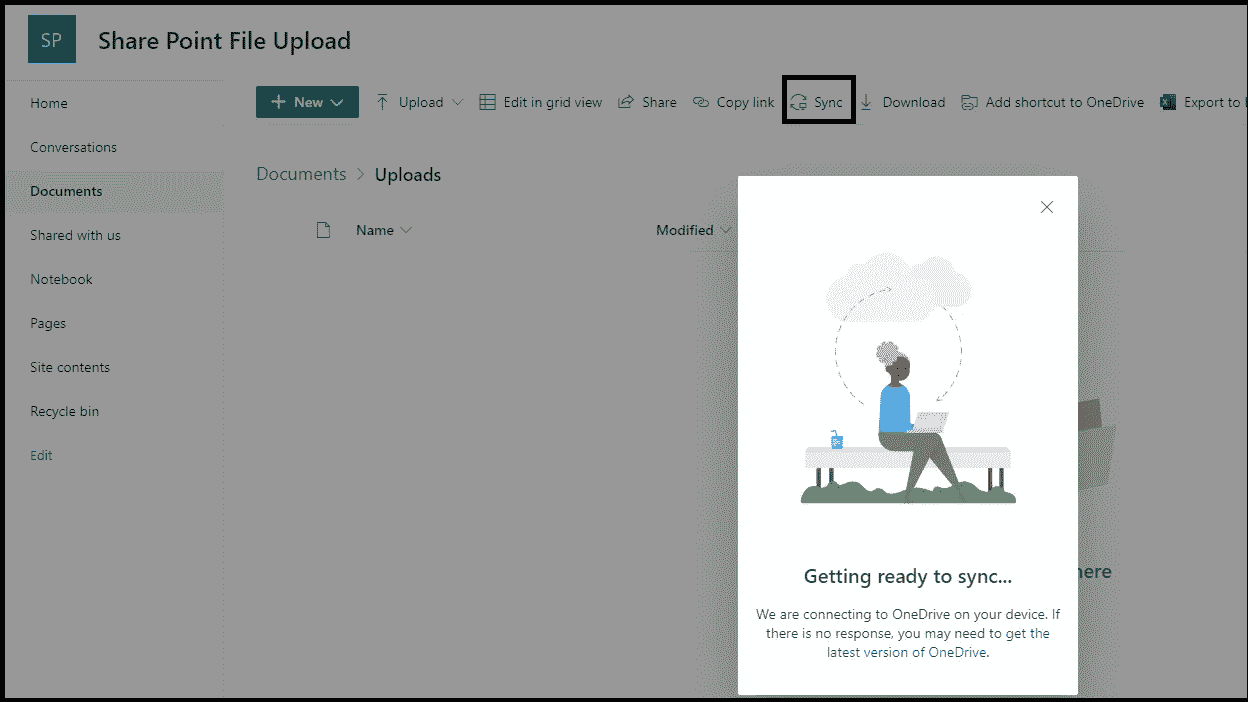 SP
Share Point File Upload
Home
Conversations
Documents
Shared with us
Notebook
Pages
Site contents
Recycle bin
Edit
New Upload Edit in grid view Share Copy link Sync Download Add shortcut to OneDrive Export to
Documents > Uploads
Name Modified
Getting ready to sync...
We are connecting to OneDrive on your device. If
there is no response, you may need to get the
latest version of OneDrive.
here